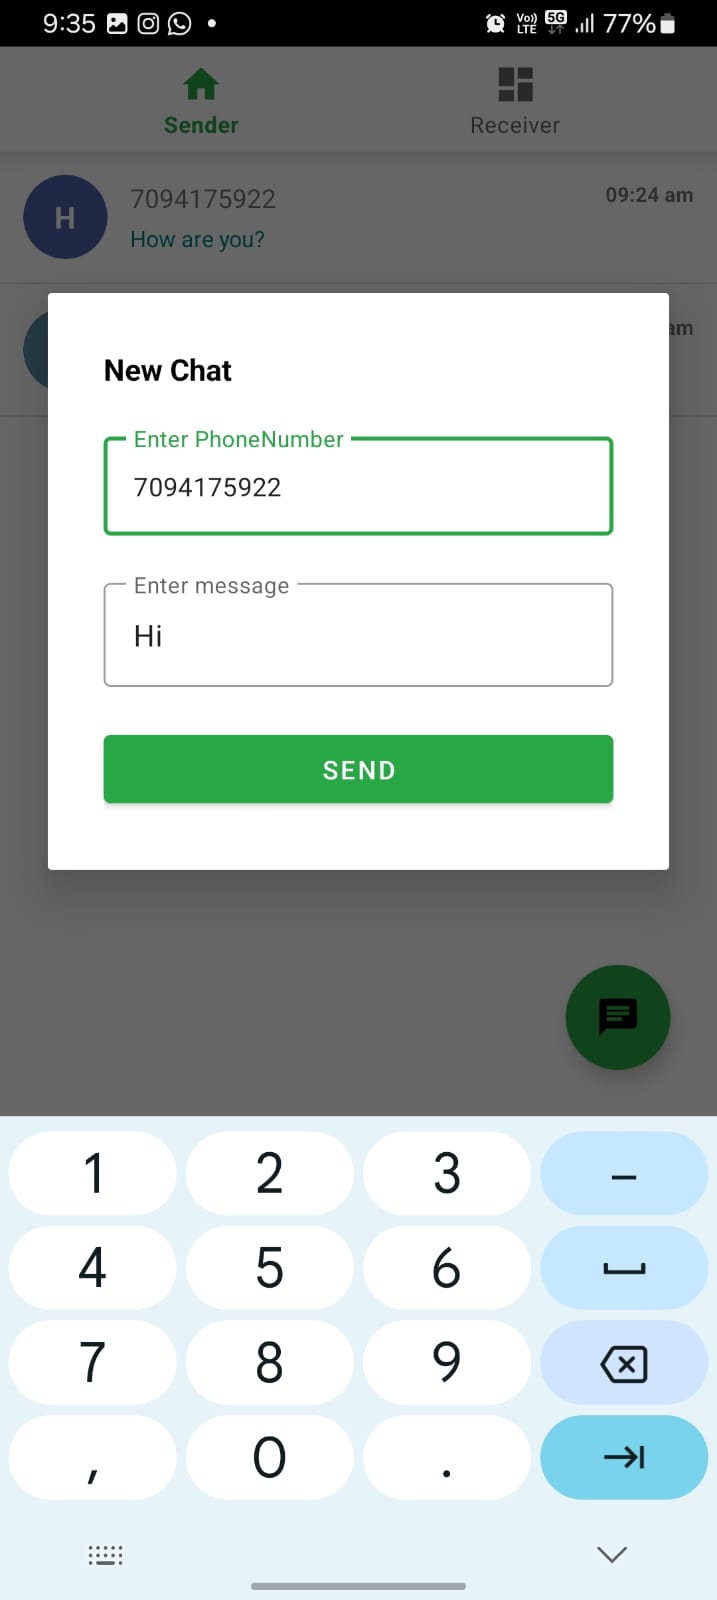 9:35 Vo)) LTE 5G 77%
Sender Receiver
H 7094175922 09:24 am
How are you?
am
New Chat
Enter PhoneNumber
7094175922
Enter message
Hi
SEND
1 2 3 –
4 5 6
7 8 9
, 0 .